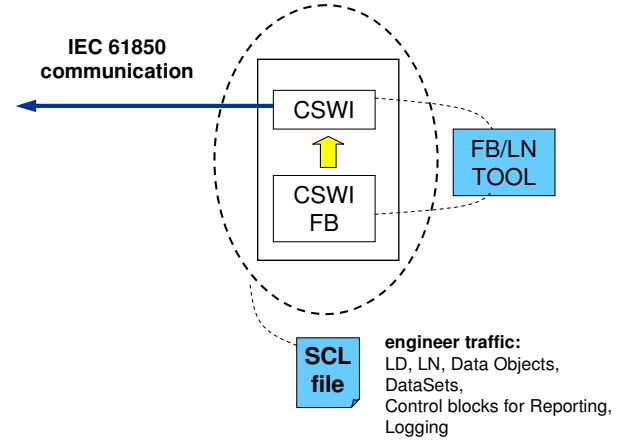 IEC 61850
communication
CSWI
CSWI
FB
FB/LN
TOOL
SCL
file
engineer traffic:
LD, LN, Data Objects,
DataSets,
Control blocks for Reporting,
Logging